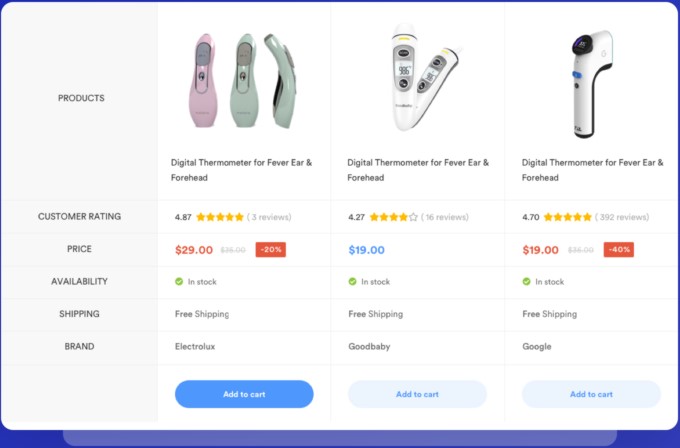 PRODUCTS
Digital Thermometer for Fever Ear &
Forehead
Digital Thermometer for Fever Ear &
Forehead
Digital Thermometer for Fever Ear &
Forehead
CUSTOMER RATING
4.87 ( 3 reviews)
4.27 ( 16 reviews)
4.70 ( 392 reviews)
PRICE
$29.00 $36.00 -20%
$19.00
$19.00 $36.00 -40%
AVAILABILITY
In stock
In stock
In stock
SHIPPING
Free Shipping
Free Shipping
Free Shipping
BRAND
Electrolux
Goodbaby
Google
Add to cart
Add to cart
Add to cart